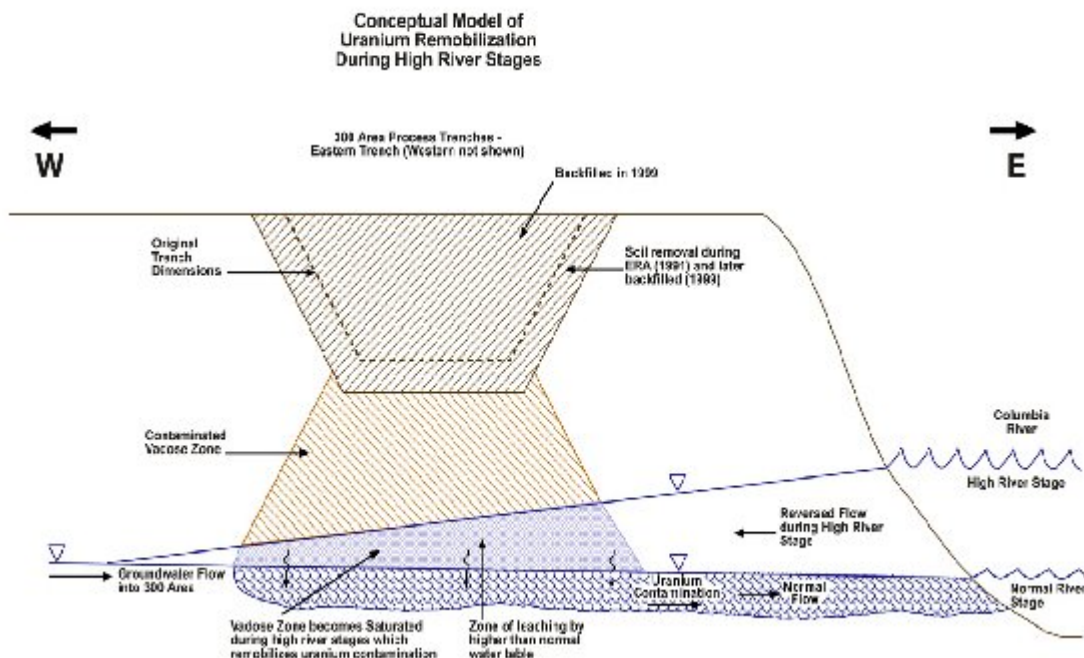 Conceptual Model of
Uranium Remobilization
During High River Stages
W
E
300 Area Process Trenches -
Eastern Trench (Western not shown)
Backfilled in 1999
Original
Trench
Dimensions
Soil removal during
ERA (1991) and later
backfilled (1999)
Contaminated
Vacose Zone
Columbia
River
High River Stage
Reversed Flow
during High River
Stage
Groundwater Flow
into 300 Area
Uranium
Contamination
Normal
Flow
Normal River
Stage
Vadose Zone becomes Saturated
during high river stages which
remobilizes uranium contamination
Zone of leaching by
higher than normal
water table